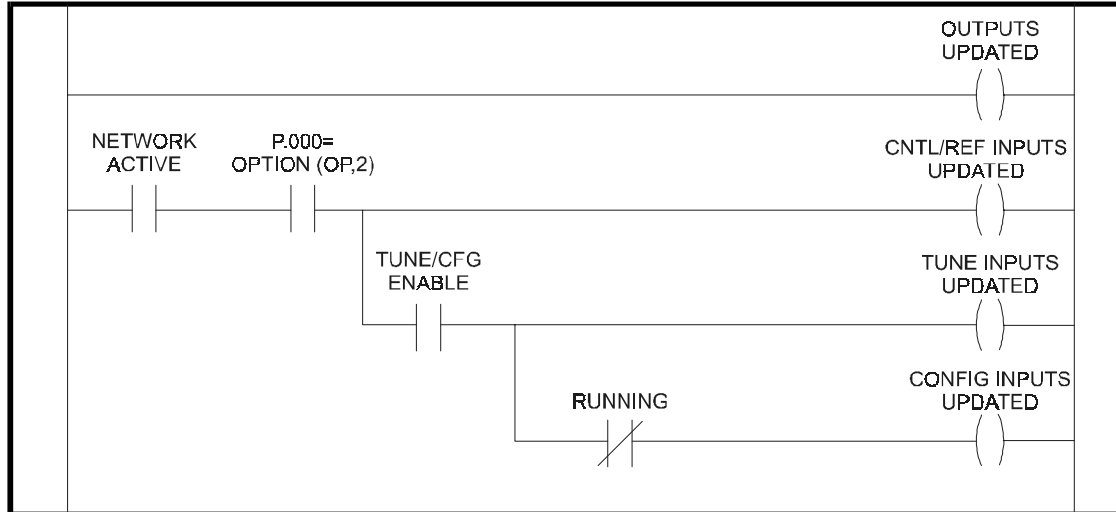 OUTPUTS
UPDATED
NETWORK
ACTIVE
P.000=
OPTION (OP,2)
CNTL/REF INPUTS
UPDATED
TUNE/CFG
ENABLE
TUNE INPUTS
UPDATED
RUNNING
CONFIG INPUTS
UPDATED